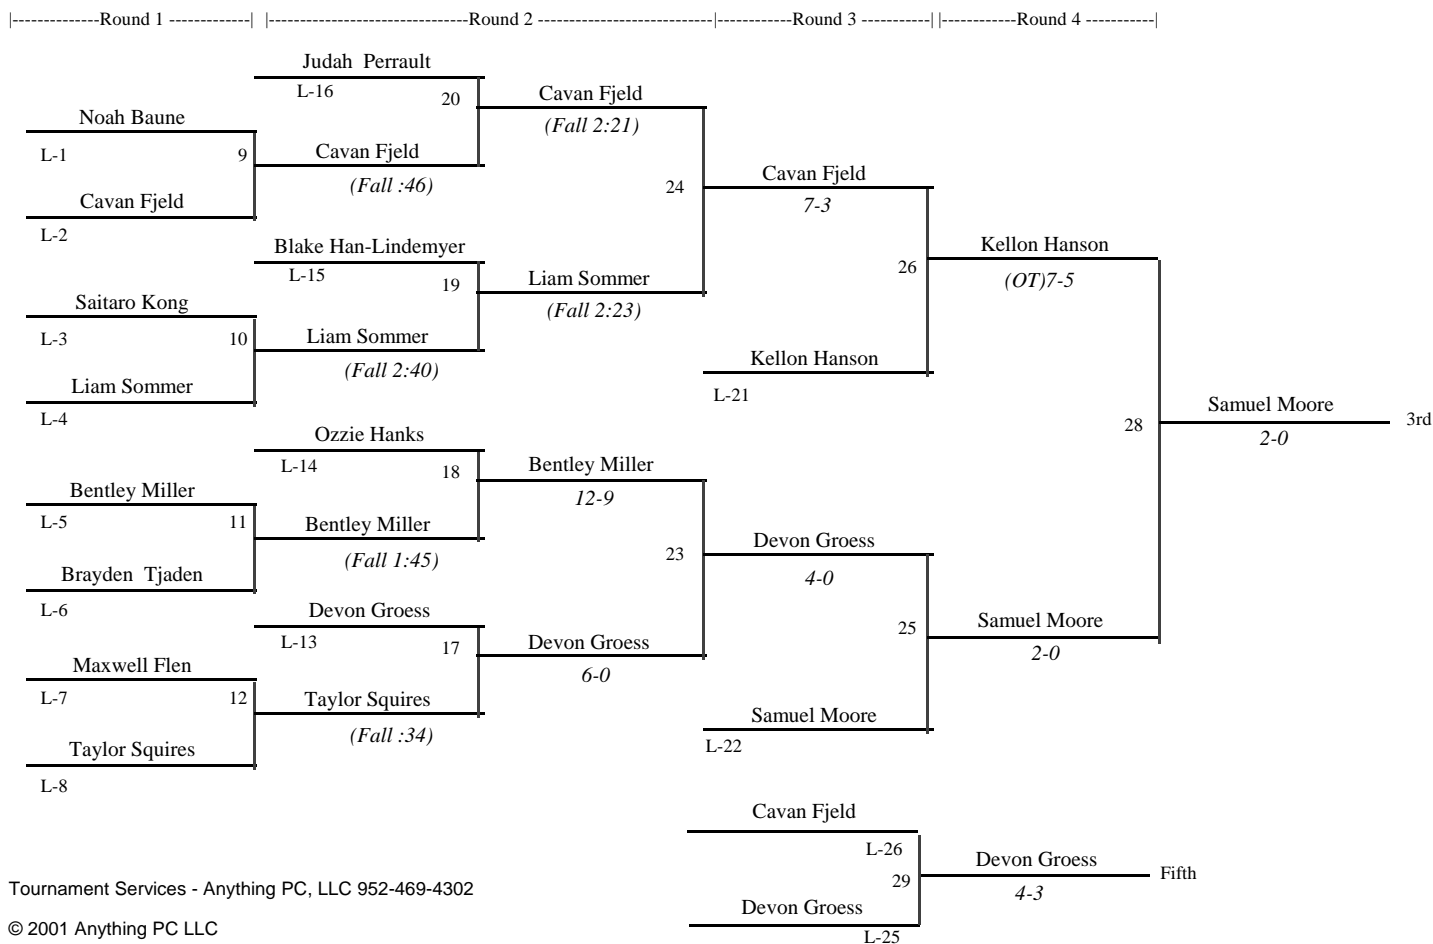 |--------------Round 1 -------------| |--------------------------------Round 2 ----------------------------|------------Round 3 -----------| |------------Round 4 -----------|
Judah  Perrault
L-16
20
Cavan Fjeld
(Fall 2:21)
Noah Baune
L-1
9
Cavan Fjeld
(Fall :46)
Cavan Fjeld
L-2
24
Cavan Fjeld
7-3
Blake Han-Lindemyer
L-15
19
Liam Sommer
(Fall 2:23)
Saitaro Kong
L-3
10
Liam Sommer
(Fall 2:40)
Liam Sommer
L-4
26
Kellon Hanson
(OT)7-5
Kellon Hanson
L-21
Ozzie Hanks
L-14
18
Bentley Miller
12-9
Bentley Miller
L-5
11
Bentley Miller
(Fall 1:45)
Brayden  Tjaden
L-6
23
Devon Groess
4-0
28
Samuel Moore
2-0
3rd
Devon Groess
L-13
17
Devon Groess
6-0
Maxwell Flen
L-7
12
Taylor Squires
(Fall :34)
Taylor Squires
L-8
25
Samuel Moore
2-0
Samuel Moore
L-22
Cavan Fjeld
L-26
29
Devon Groess
4-3
Fifth
Devon Groess
L-25
Tournament Services - Anything PC, LLC 952-469-4302
© 2001 Anything PC LLC